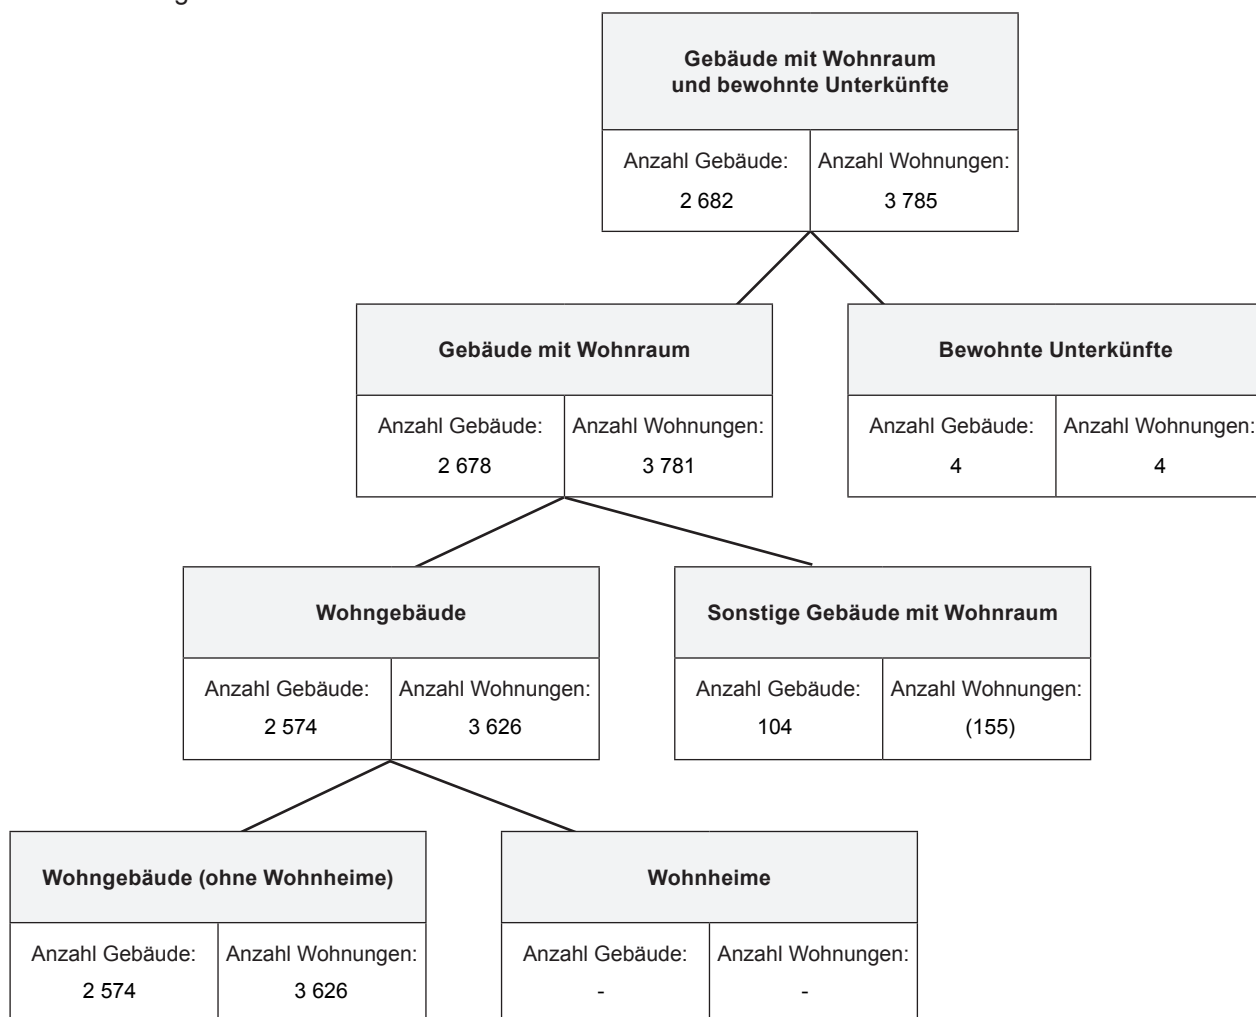 Gebäude mit Wohnraum
und bewohnte Unterkünfte
Anzahl Gebäude: Anzahl Wohnungen:
2 682 3 785
Gebäude mit Wohnraum Bewohnte Unterkünfte
Anzahl Gebäude: Anzahl Wohnungen: Anzahl Gebäude: Anzahl Wohnungen:
2 678 3 781 4 4
Wohngebäude Sonstige Gebäude mit Wohnraum
Anzahl Gebäude: Anzahl Wohnungen: Anzahl Gebäude: Anzahl Wohnungen:
2 574 3 626 104 (155)
Wohngebäude (ohne Wohnheime) Wohnheime
Anzahl Gebäude: Anzahl Wohnungen: Anzahl Gebäude: Anzahl Wohnungen:
2 574 3 626 - -